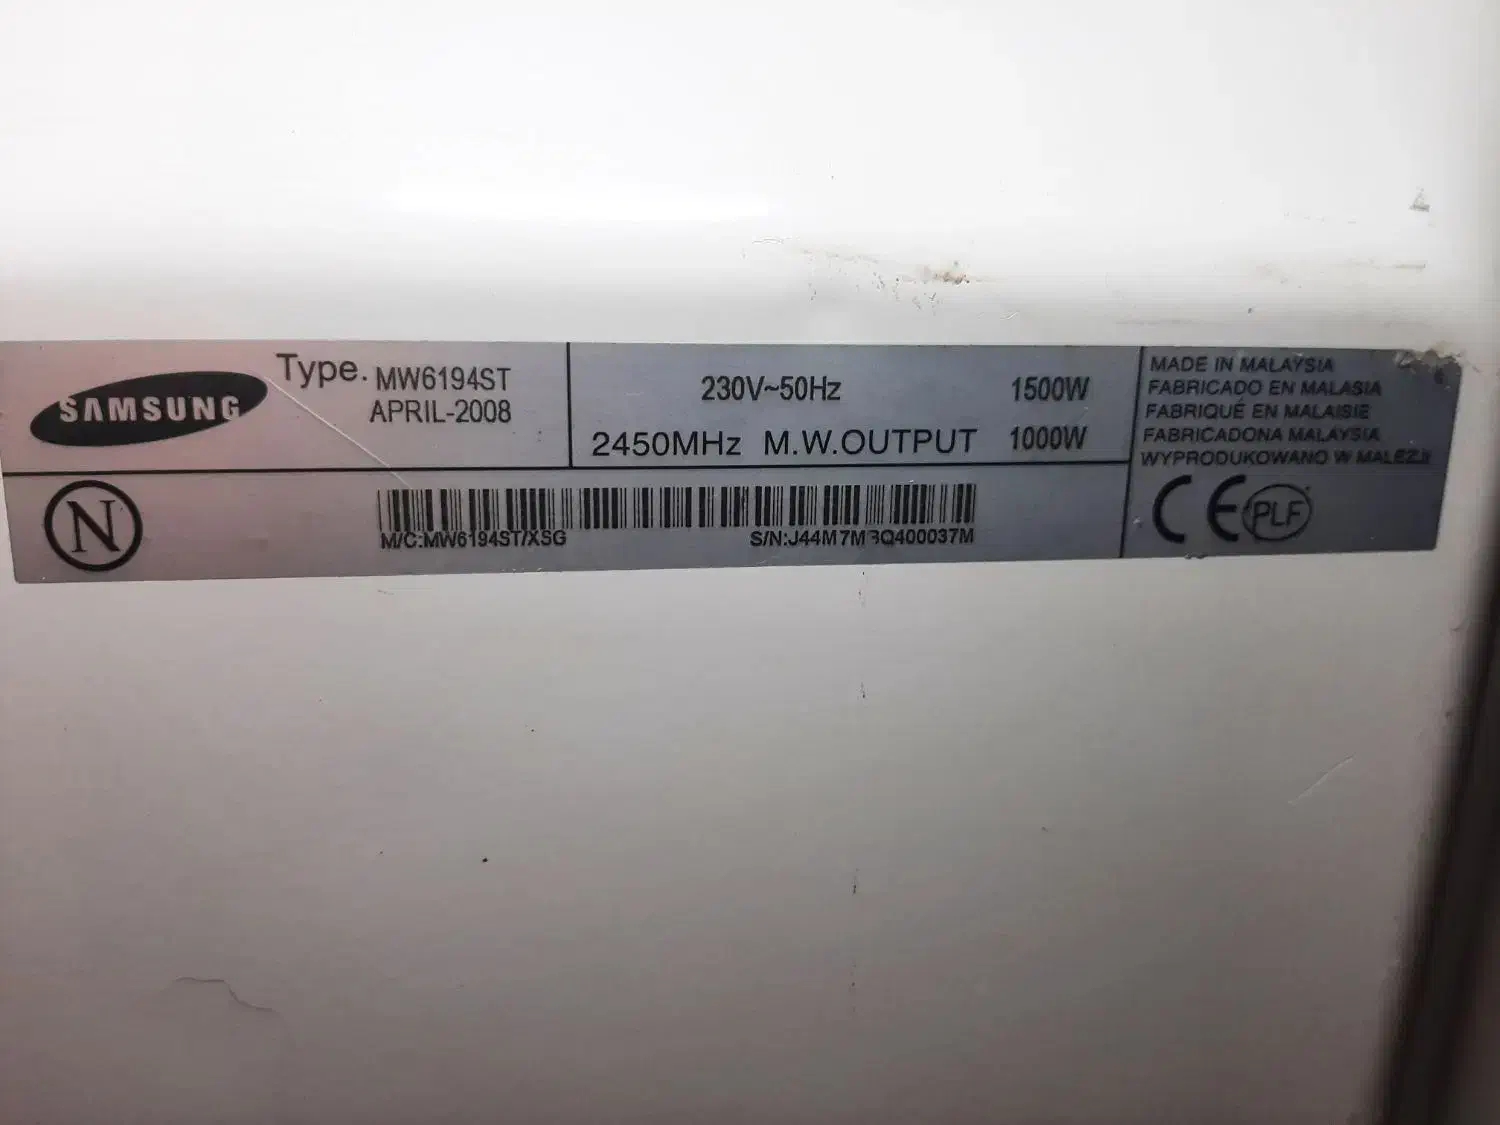 SAMSUNG
Type. MW6194ST
APRIL-2008
230V~50Hz 1500W
2450MHz M.W.OUTPUT 1000W
MADE IN MALAYSIA
FABRICADO EN MALASIA
FABRIQUÉ EN MALAISIE
FABRICADONA MALAYSIA
WYPRODUKOWANO W MALEZJI
N
M/C:MW6194ST/XSG
S/N:
CE PLF